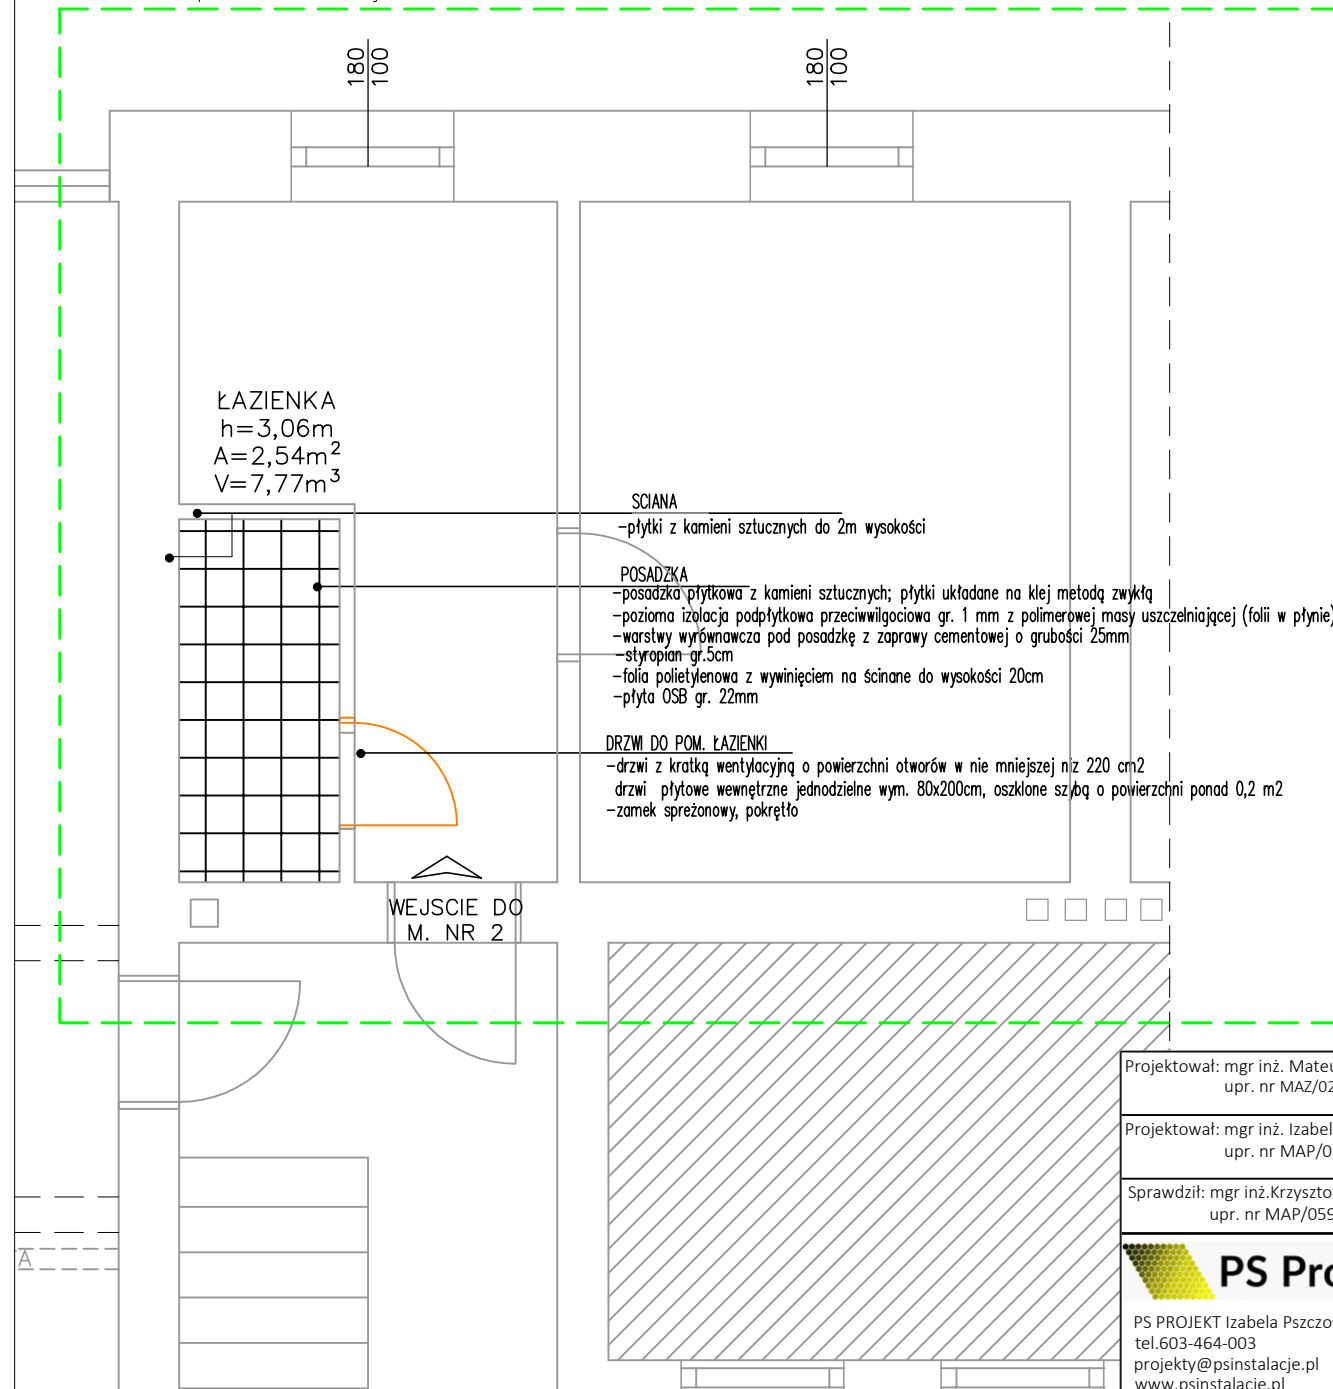 180
100
180
100
ŁAZIENKA
h=3,06m
A=2,54m²
V=7,77m³
SCIANA
-płytki z kamieni sztucznych do 2m wysokości
POSADZKA
-posadzka płytkowa z kamieni sztucznych; płytki układane na klej metodą zwykłą
-pozioma izolacja podpłytkowa przeciwwilgociowa gr. 1 mm z polimerowej masy uszczelniającej (folii w płynie)
-warstwy wyrównawcza pod posadzkę z zaprawy cementowej o grubości 25mm
-styropian gr.5cm
-folia polietylenowa z wywinięciem na ścinane do wysokości 20cm
-płyta OSB gr. 22mm
DRZWI DO POM. ŁAZIENKI
-drzwi z kratką wentylacyjną o powierzchni otworów w nie mniejszej niz 220 cm2
drzwi płytowe wewnętrzne jednodzielne wym. 80x200cm, oszklone szybą o powierzchni ponad 0,2 m2
-zamek sprężonowy, pokrętło
WEJSCIE DO
M. NR 2
A
Projektował: mgr inż. Mateu
upr. nr MAZ/02
Projektował: mgr inż. Izabel
upr. nr MAP/0
Sprawdził: mgr inż.Krzyszto
upr. nr MAP/059
PS Pro
PS PROJEKT Izabela Pszczo
tel.603-464-003
projekty@psinstalacje.pl
www.psinstalacje.pl